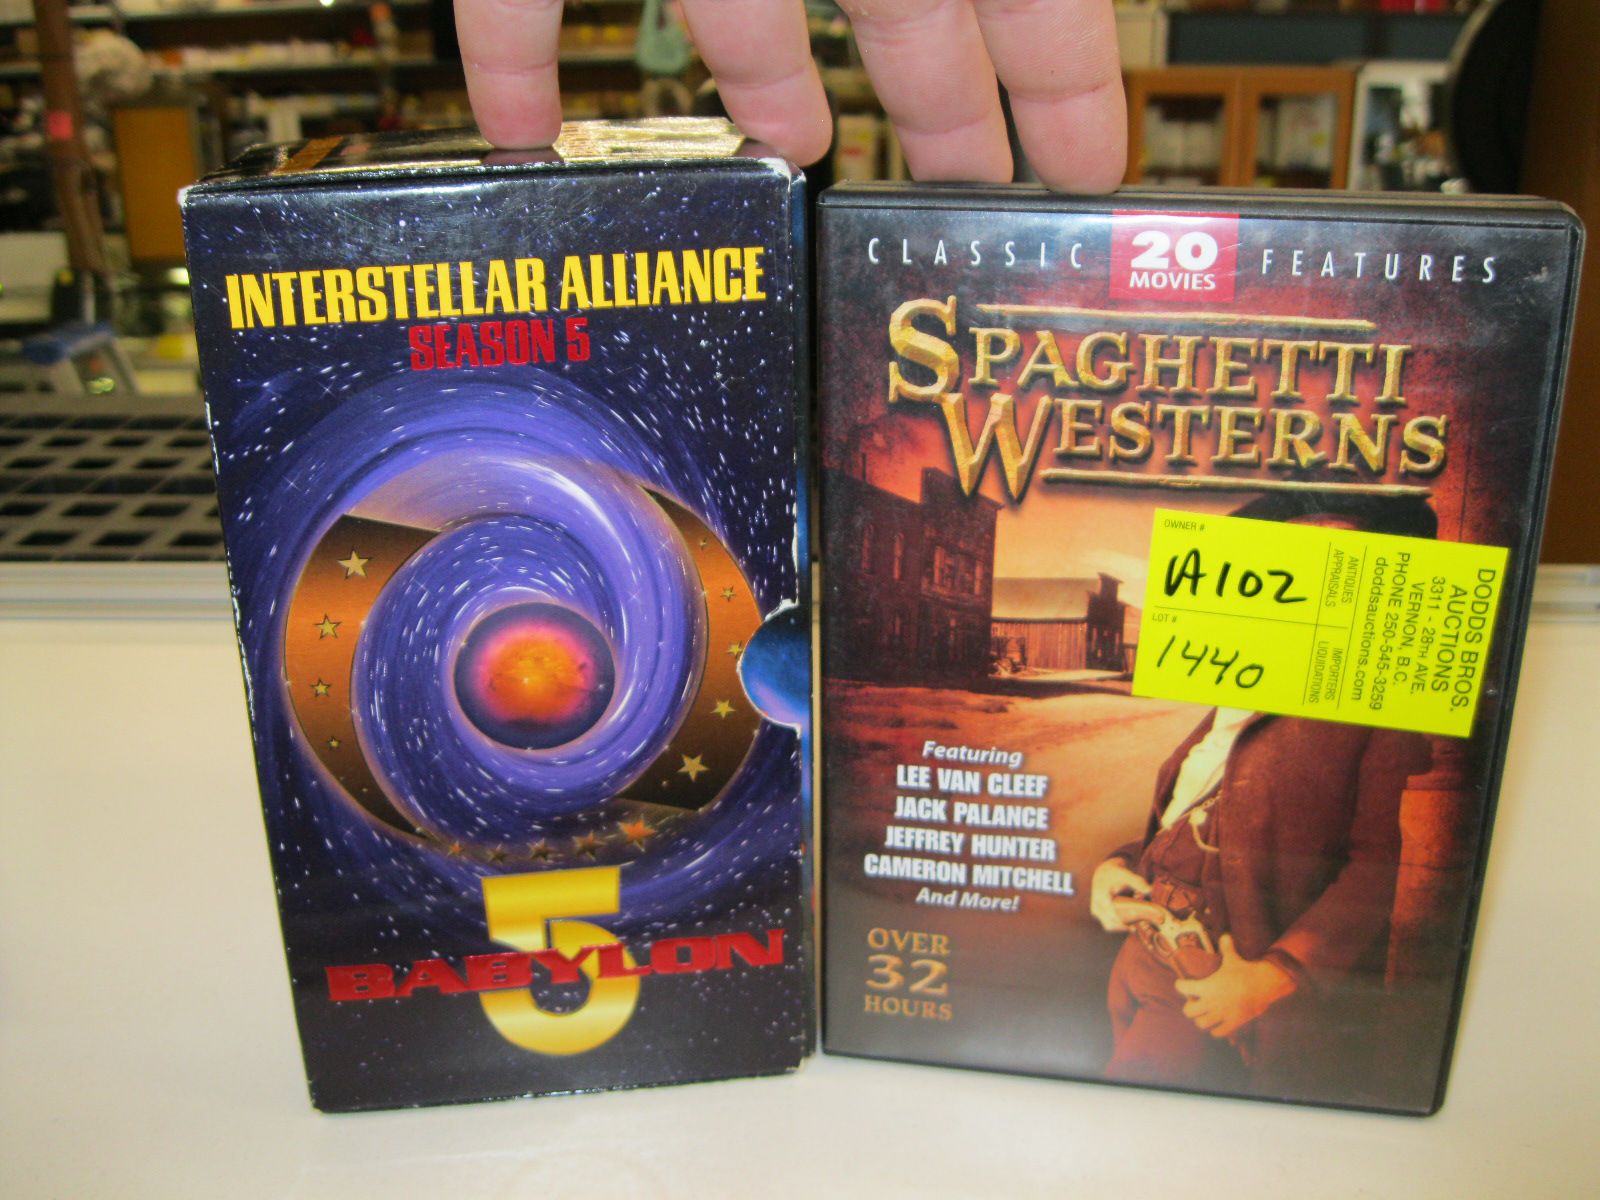 INTERSTELLAR ALLIANCE
SEASON 5
5
BABYLON
CLASSIC 20 MOVIES FEATURES
SPAGHETTI
WESTERNS
Featuring
LEE VAN CLEEF
JACK PALANCE
JEFFREY HUNTER
CAMERON MITCHELL
And More!
OVER
32
HOURS
OWNER #
A102
LOT #
1440
ANTIQUES
APPRAISALS
IMPORTERS
LIQUIDATIONS
DODDS BROS.
AUCTIONS
3311 - 28TH AVE.
VERNON, B.C.
PHONE 250-545-3259
doddsauctions.com